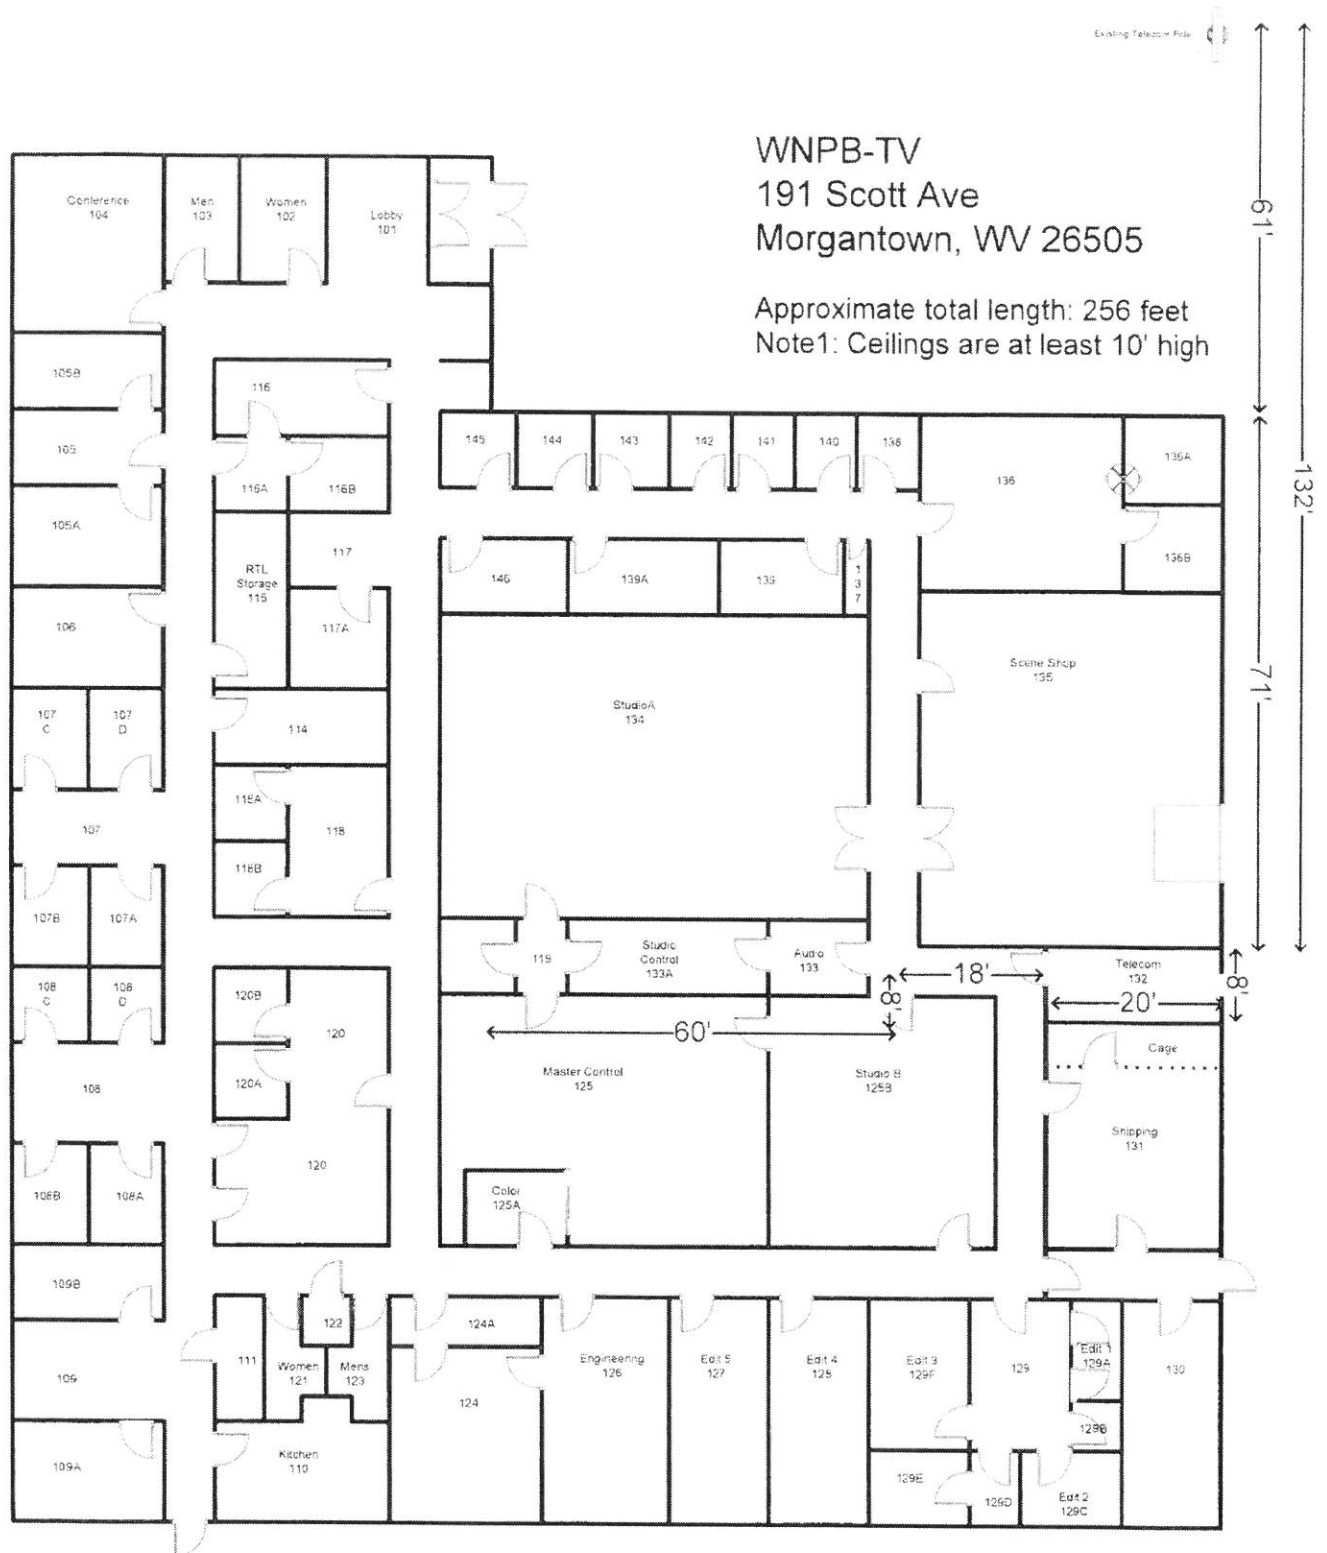 Existing Telecom Pole
WNPB-TV
191 Scott Ave
Morgantown, WV 26505
Approximate total length: 256 feet
Note1: Ceilings are at least 10' high
61'
132'
71'
Conference
104
Men
103
Women
102
Lobby
101
105B
105
105A
106
107
C
107
D
107
107B
107A
108
C
108
D
108
108B
108A
109B
109
109A
116
116A
116B
RTL
Storage
115
117
117A
114
118A
118
118B
120B
120
120A
120
111
Women
121
122
Mens
123
Kitchen
110
145
144
143
142
141
140
138
136
136A
136B
146
139A
139
1
3
7
StudioA
134
Scene Shop
135
119
Studio
Control
133A
Audio
133
Telecom
132
18'
8'
20'
8'
60'
Master Control
125
Studio B
125B
Cage
Shipping
131
Color
125A
124A
124
Engineering
126
Edit 5
127
Edit 4
128
Edit 3
129F
129
Edit 1
129A
129B
130
129E
129D
Edit 2
129C